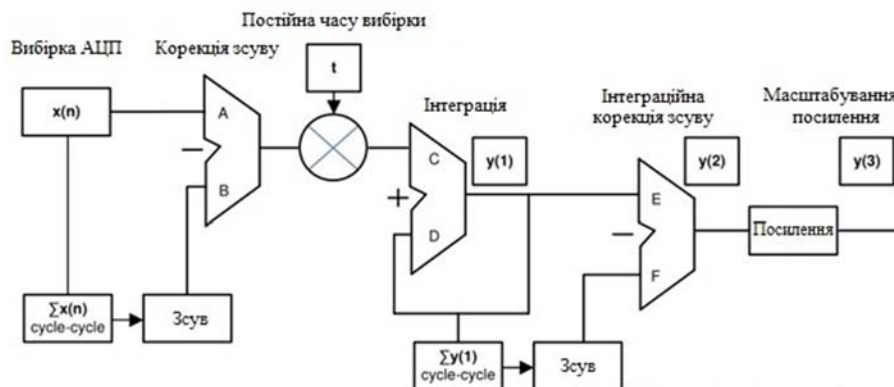 Постійна часу вибірки
Вибірка АЦП
Корекція зсуву
t
x(n)
A
B
Інтеграція
y(1)
C
D
Інтеграційна
корекція зсуву
y(2)
E
F
Масштабування
посилення
y(3)
Посилення
∑x(n)
cycle-cycle
Зсув
∑y(1)
cycle-cycle
Зсув